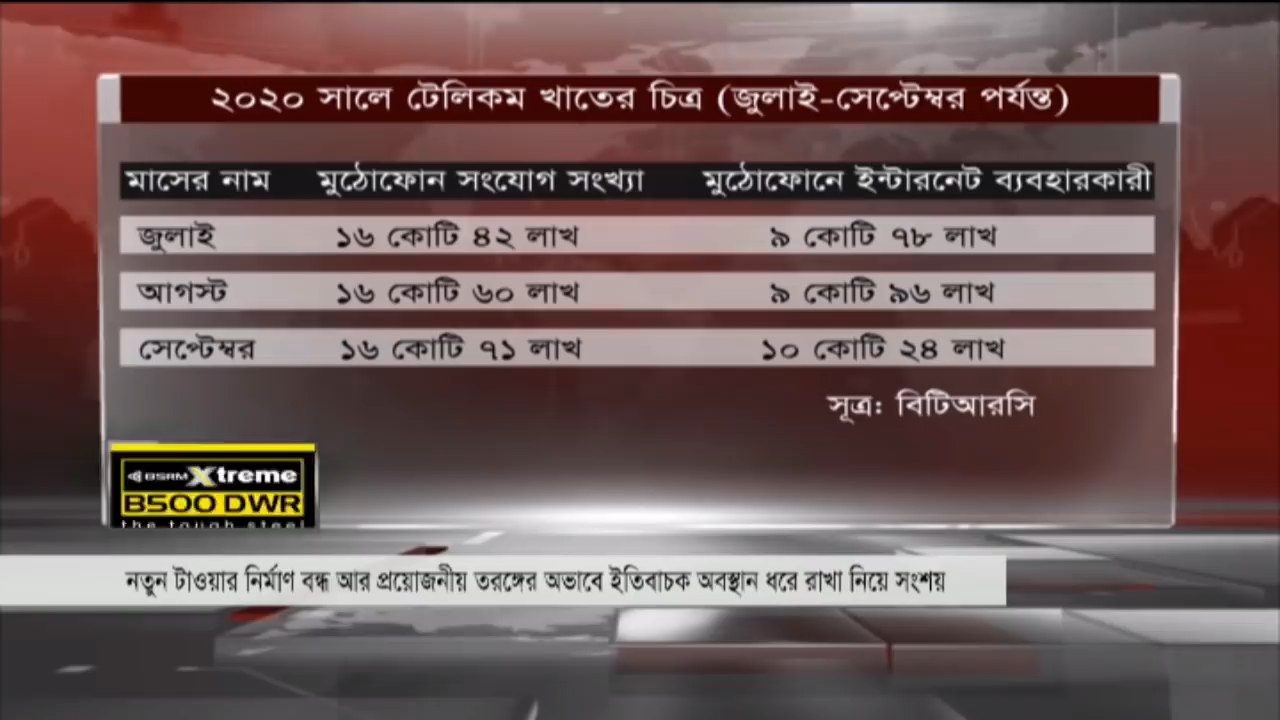 ২০২০ সালে টেলিকম খাতের চিত্র (জুলাই-সেপ্টেম্বর পর্যন্ত)
মাসের নাম মুঠোফোন সংযোগ সংখ্যা মুঠোফোনে ইন্টারনেট ব্যবহারকারী
জুলাই ১৬ কোটি ৪২ লাখ ৯ কোটি ৭৮ লাখ
আগস্ট ১৬ কোটি ৬০ লাখ ৯ কোটি ৯৬ লাখ
সেপ্টেম্বর ১৬ কোটি ৭১ লাখ ১০ কোটি ২৪ লাখ
সূত্র: বিটিআরসি
BSRM Xtreme
B500 DWR
the tough steel
নতুন টাওয়ার নির্মাণ বন্ধ আর প্রয়োজনীয় তরঙ্গের অভাবে ইতিবাচক অবস্থান ধরে রাখা নিয়ে সংশয়